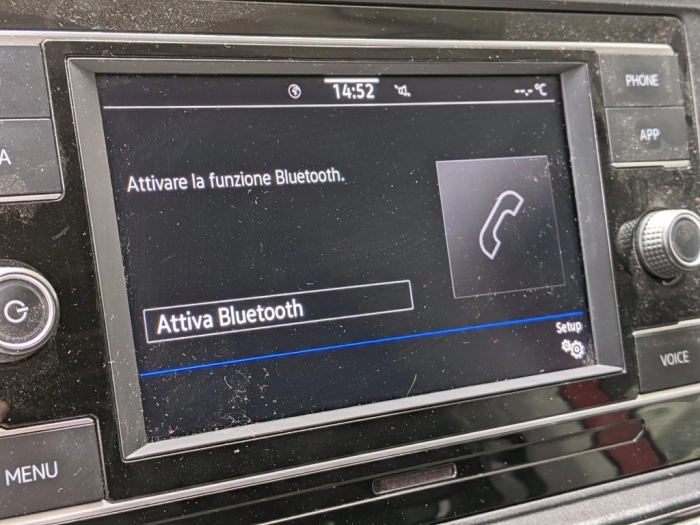 14:52
--.-°C
PHONE
APP
A
Attivare la funzione Bluetooth.
Attiva Bluetooth
Setup
VOICE
MENU